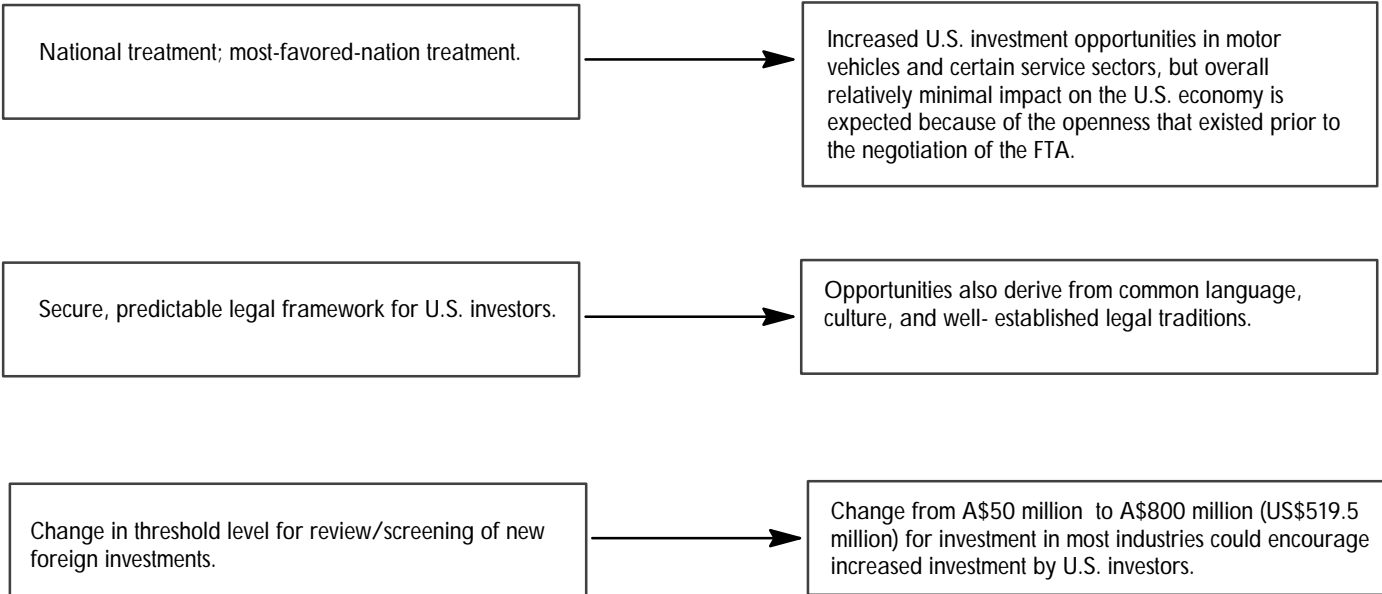 National treatment; most-favored-nation treatment.
Increased U.S. investment opportunities in motor
vehicles and certain service sectors, but overall
relatively minimal impact on the U.S. economy is
expected because of the openness that existed prior to
the negotiation of the FTA.
Secure, predictable legal framework for U.S. investors.
Opportunities also derive from common language,
culture, and well- established legal traditions.
Change in threshold level for review/screening of new
foreign investments.
Change from A$50 million to A$800 million (US$519.5
million) for investment in most industries could encourage
increased investment by U.S. investors.